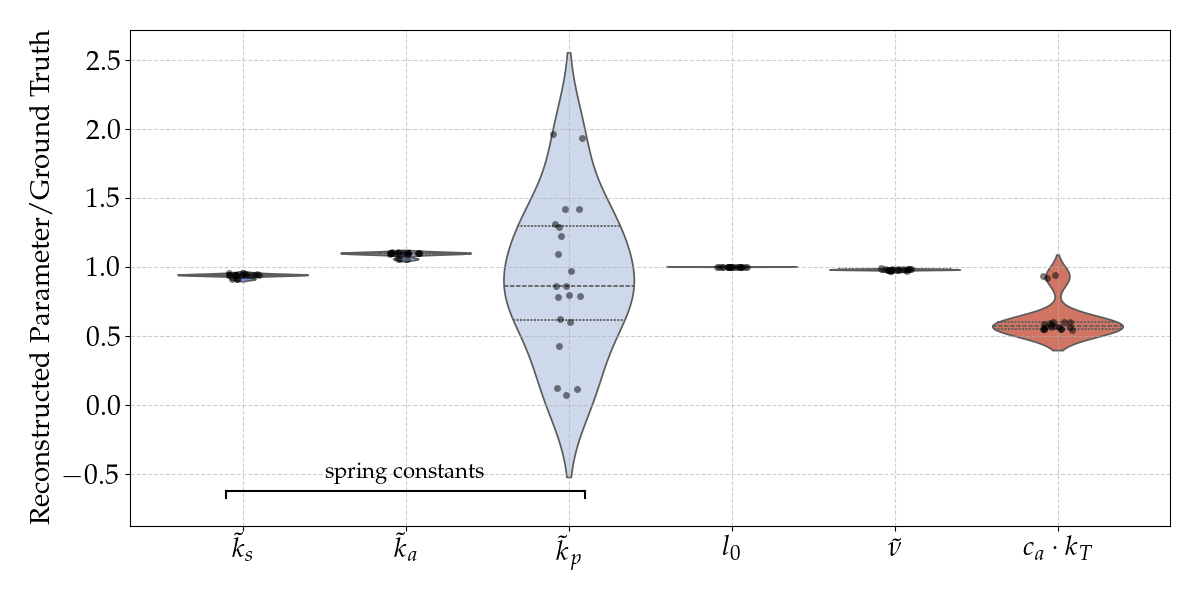 Reconstructed Parameter/Ground Truth
2.5
2.0
1.5
1.0
0.5
0.0
−0.5
spring constants
k̃ₛ k̃ₐ k̃ₚ l₀ ṽ cₐ · k_T